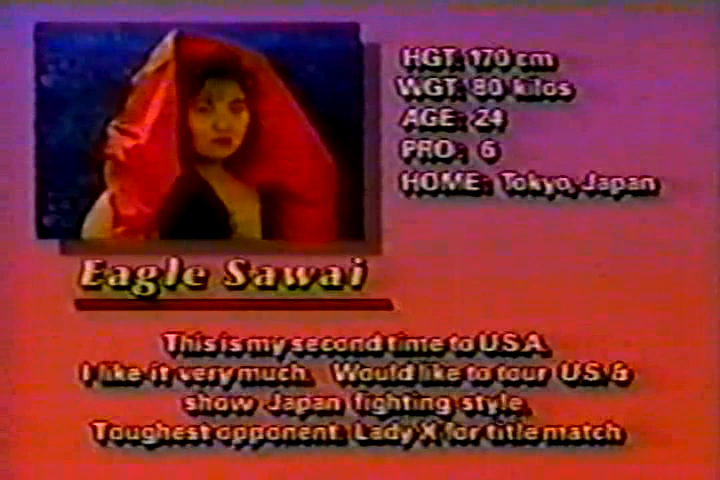 HGT: 170 cm
WGT: 80 kilos
AGE: 24
PRO: 6
HOME: Tokyo, Japan
Eagle Sawai
This is my second time to U.S.A.
I like it very much. Would like to tour U.S. &
show Japan fighting style.
Toughest opponent: Lady X for title match